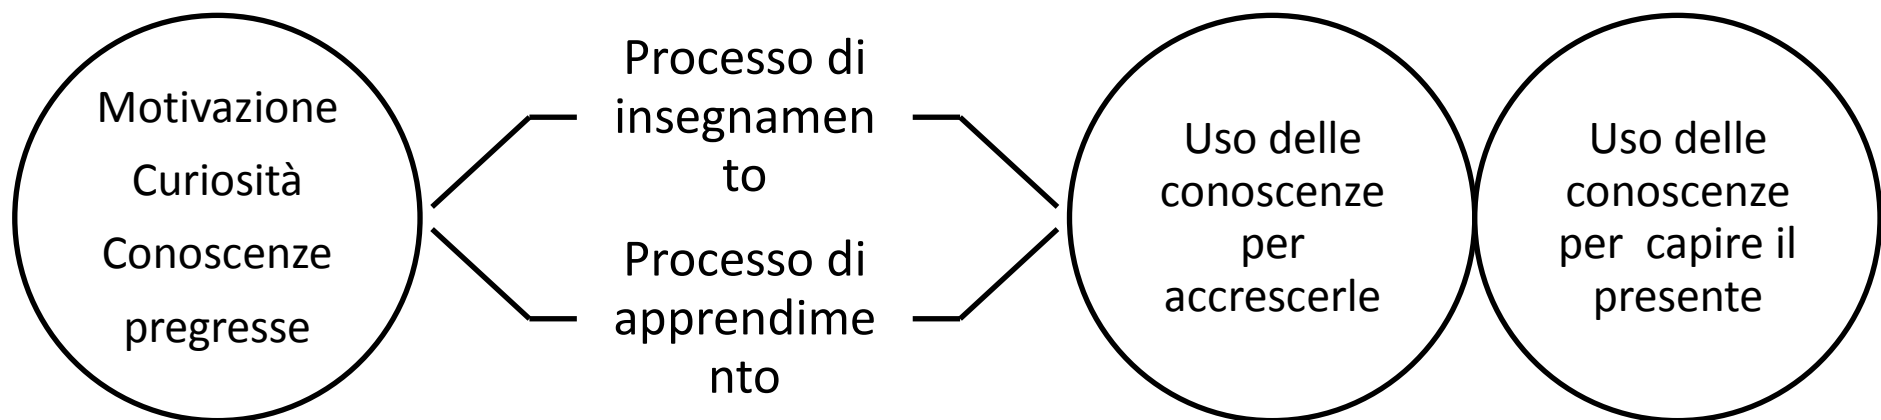 Motivazione
Curiosità
Conoscenze
pregresse
Processo di
insegnamen
to
Processo di
apprendime
nto
Uso delle
conoscenze
per
accrescerle
Uso delle
conoscenze
per capire il
presente